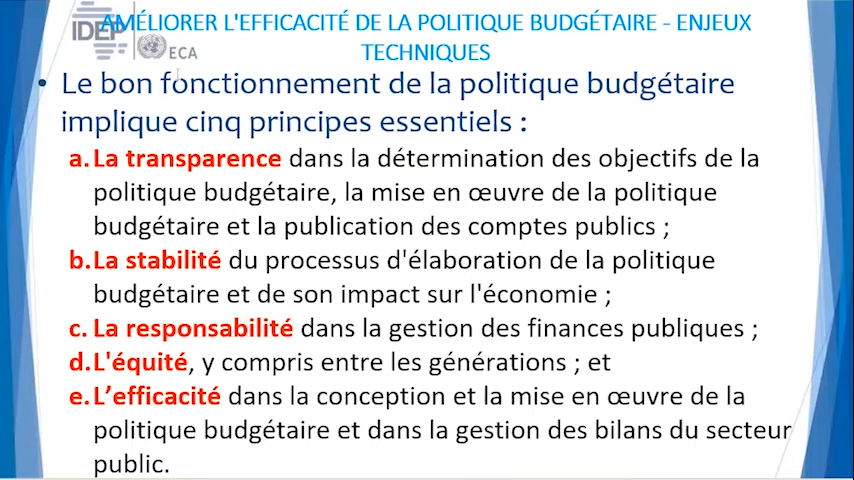 IDEP
ECA
AMÉLIORER L'EFFICACITÉ DE LA POLITIQUE BUDGÉTAIRE - ENJEUX
TECHNIQUES
• Le bon fonctionnement de la politique budgétaire
implique cinq principes essentiels :
a. La transparence dans la détermination des objectifs de la
politique budgétaire, la mise en œuvre de la politique
budgétaire et la publication des comptes publics ;
b. La stabilité du processus d'élaboration de la politique
budgétaire et de son impact sur l'économie ;
c. La responsabilité dans la gestion des finances publiques ;
d. L'équité, y compris entre les générations ; et
e. L’efficacité dans la conception et la mise en œuvre de la
politique budgétaire et dans la gestion des bilans du secteur
public.